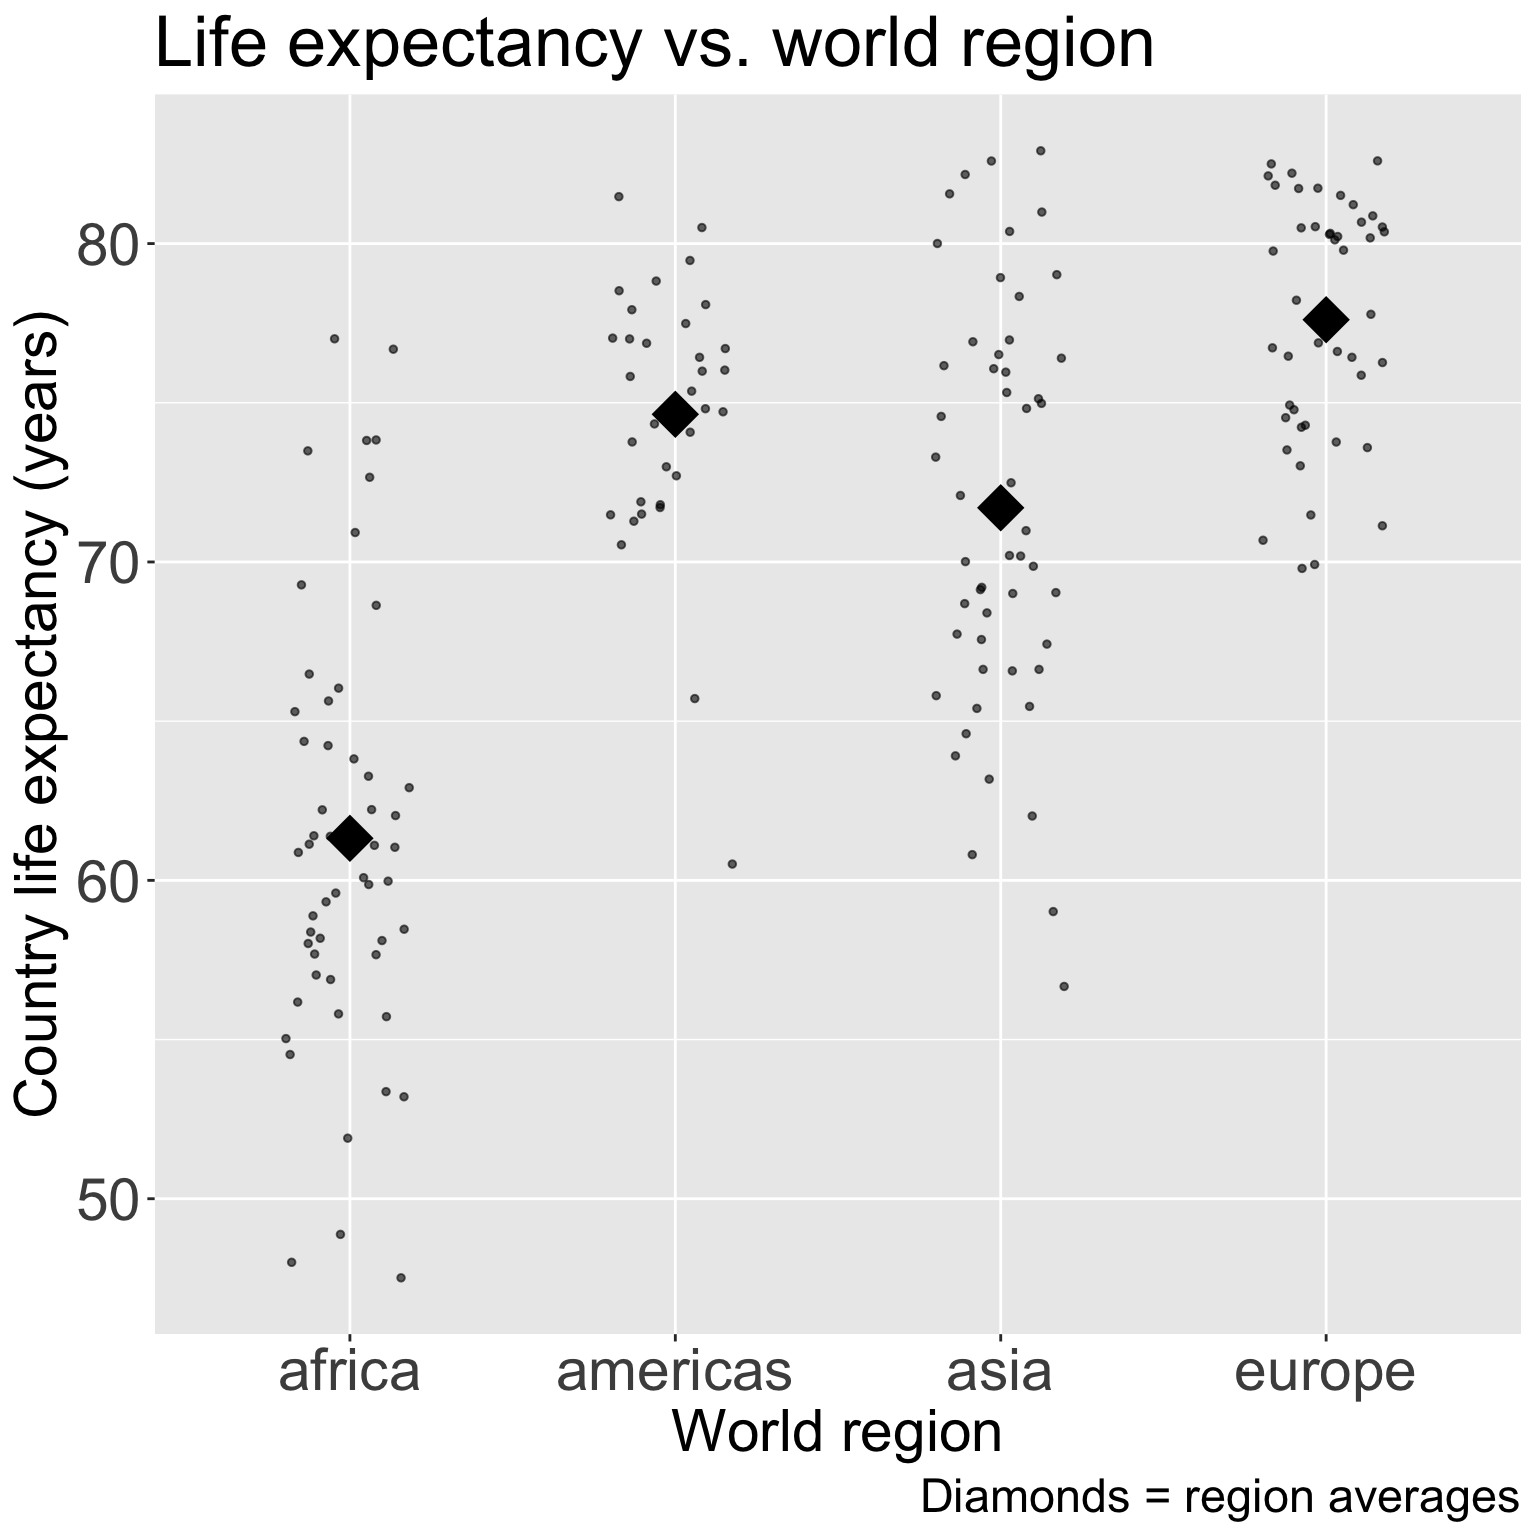 Life expectancy vs. world region
Country life expectancy (years)
80
70
60
50
africa americas asia europe
World region
Diamonds = region averages